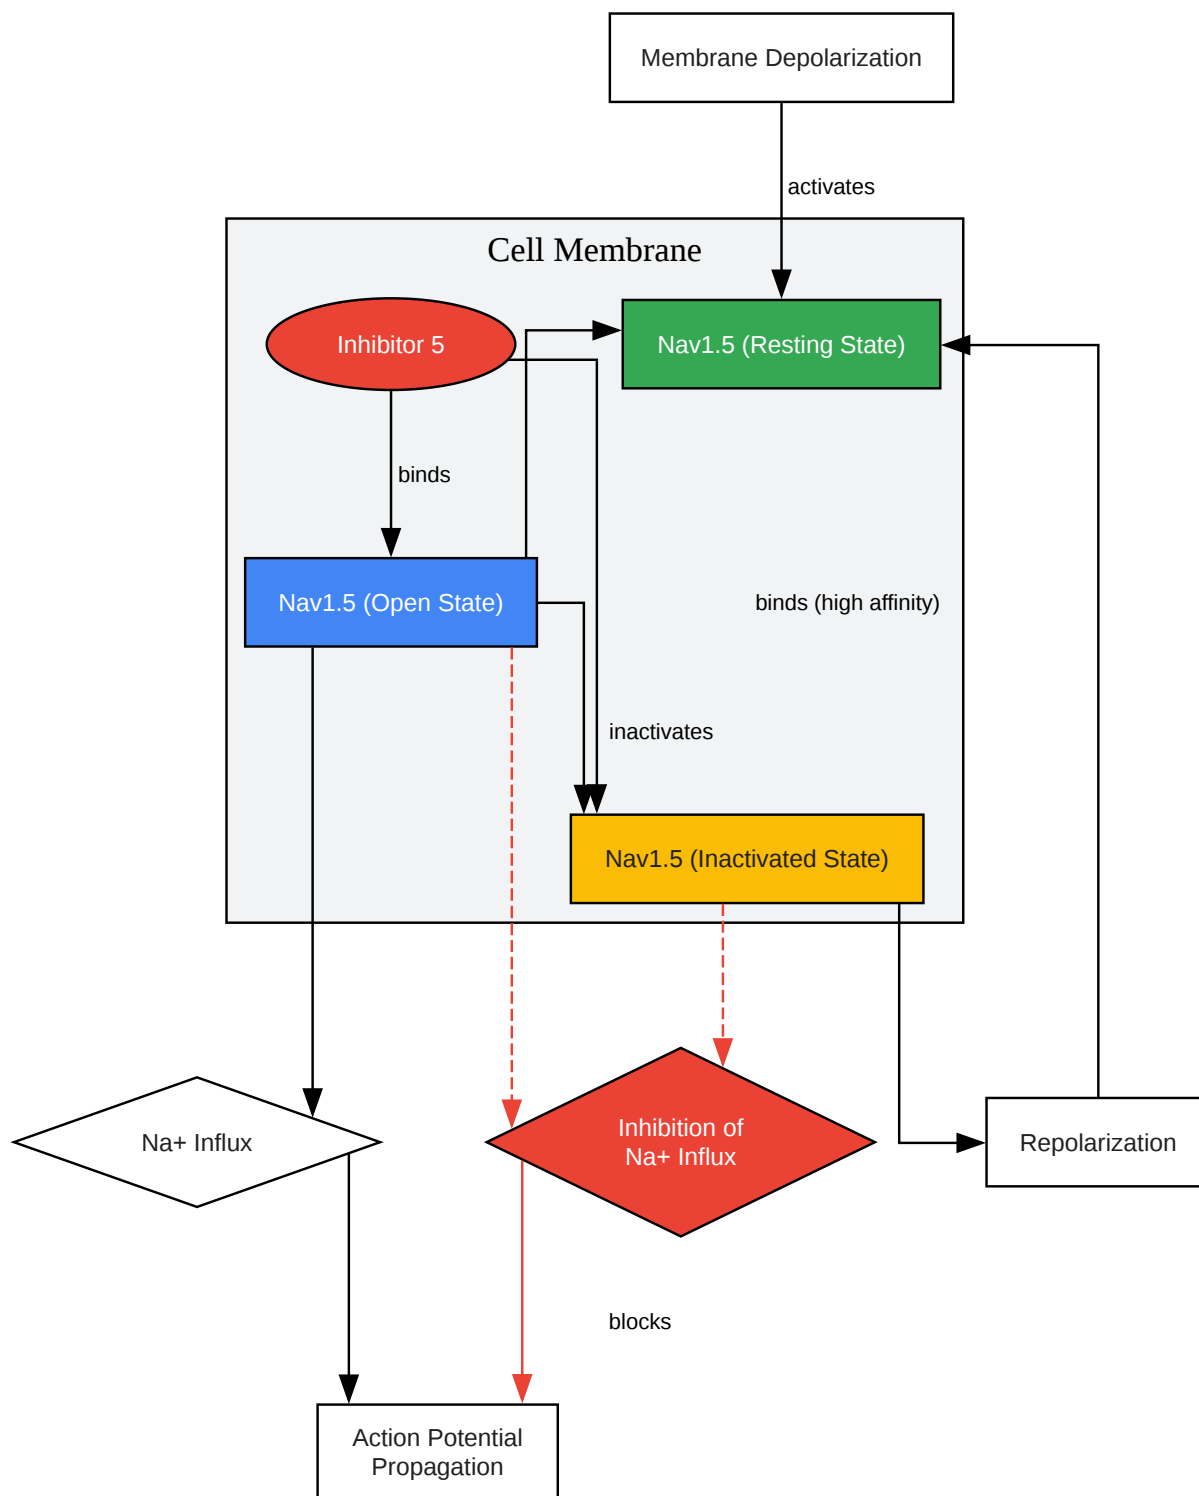 Membrane Depolarization
activates
Cell Membrane
Inhibitor 5
Nav1.5 (Resting State)
binds
Nav1.5 (Open State)
binds (high affinity)
inactivates
Nav1.5 (Inactivated State)
Na+ Influx
Inhibition of
Na+ Influx
Repolarization
blocks
Action Potential
Propagation